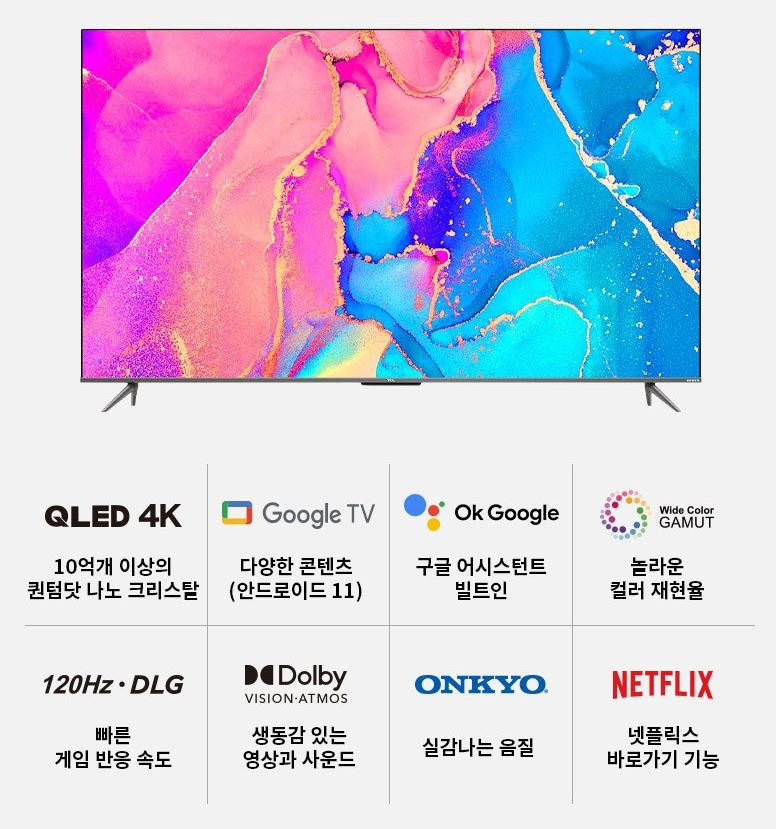 TCL
ONKYO
QLED 4K
10억개 이상의
퀀텀닷 나노 크리스탈
Google TV
다양한 콘텐츠
(안드로이드 11)
Ok Google
구글 어시스턴트
빌트인
Wide Color
GAMUT
놀라운
컬러 재현율
120Hz · DLG
빠른
게임 반응 속도
Dolby
VISION·ATMOS
생동감 있는
영상과 사운드
ONKYO
실감나는 음질
NETFLIX
넷플릭스
바로가기 기능